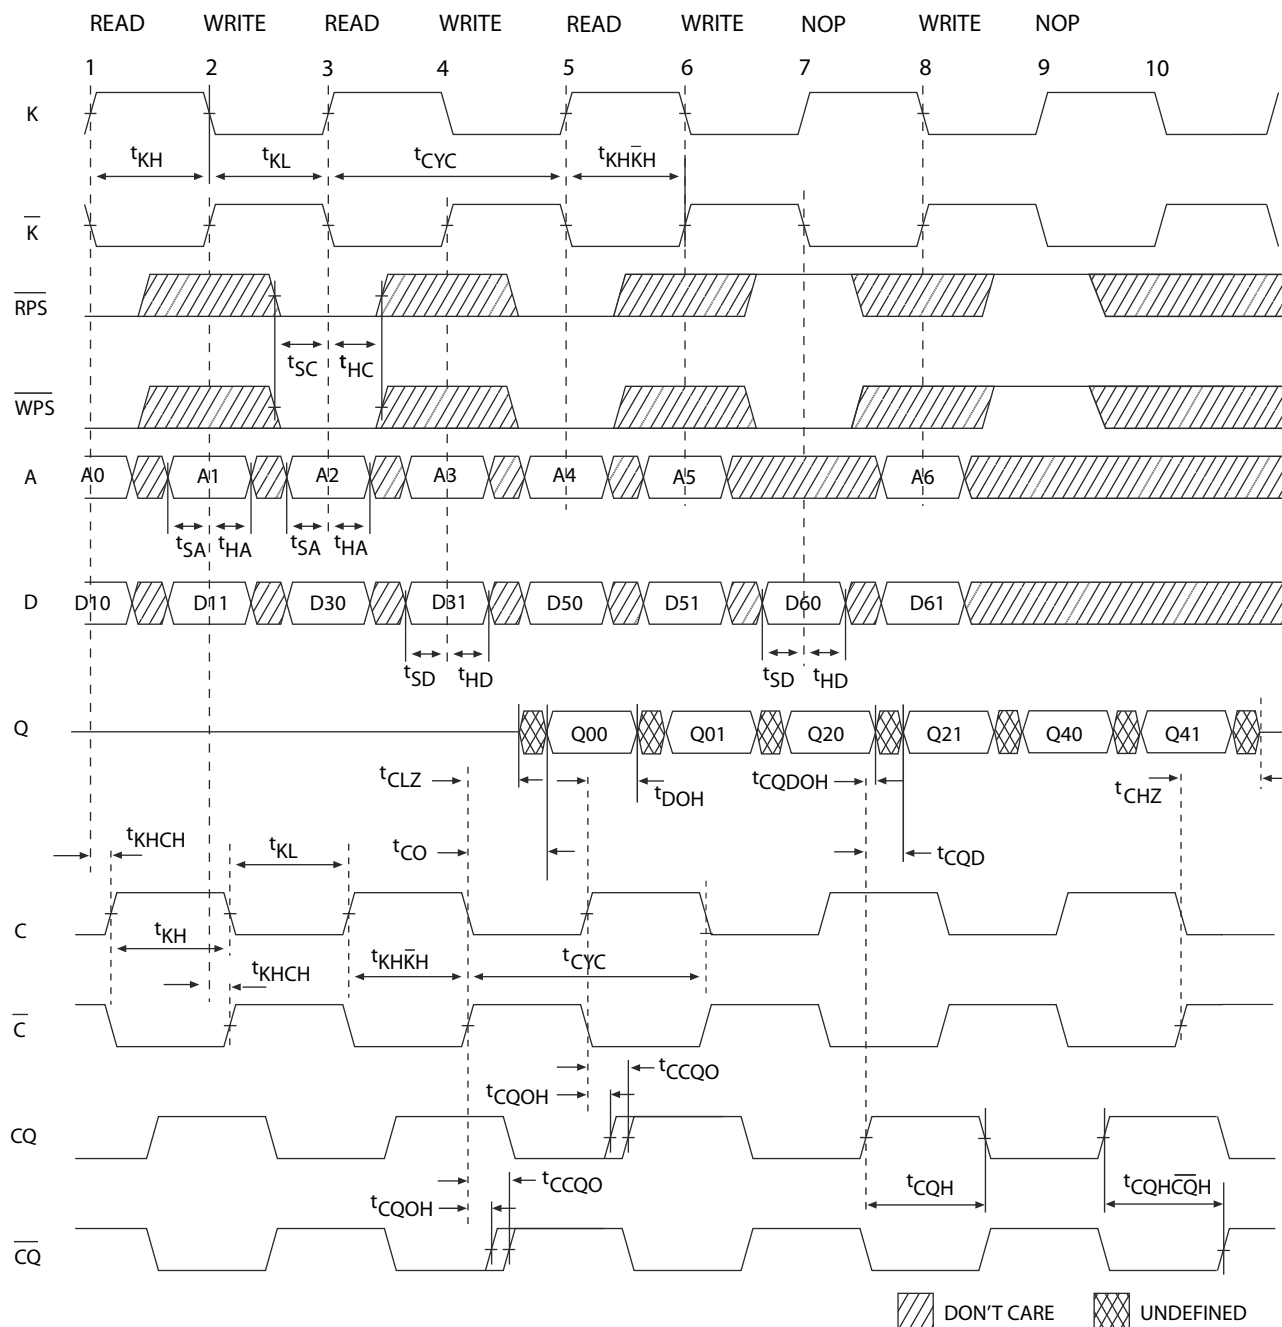 READ WRITE READ WRITE READ WRITE NOP WRITE NOP
1 2 3 4 5 6 7 8 9 10
K
tKH tKL tCYC tKHK̅H
K̅
R̅P̅S̅
tSC tHC
W̅P̅S̅
A A0 A1 A2 A3 A4 A5 A6
tSA tHA tSA tHA
D D10 D11 D30 D31 D50 D51 D60 D61
tSD tHD tSD tHD
Q Q00 Q01 Q20 Q21 Q40 Q41
tCLZ tDOH tCQDOH tCHZ
tKHCH tKL tCO tCQD
C
tKH tKHK̅H tCYC
tKHCH
C̅
tCCQO
tCQOH
CQ
tCCQO tCQH tCQHC̅Q̅H
tCQOH
C̅Q̅
DON'T CARE UNDEFINED